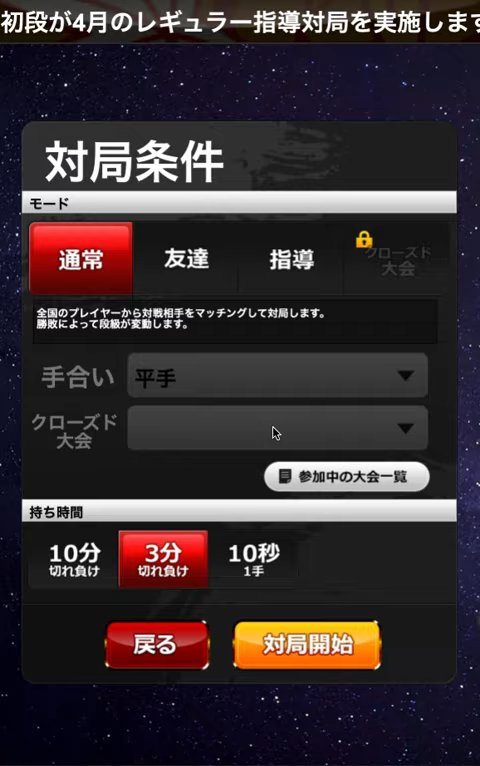 初段が4月のレギュラー指導対局を実施します
対局条件
モード
通常
友達
指導
クローズド
大会
全国のプレイヤーから対戦相手をマッチングして対局します。
勝敗によって段級が変動します。
手合い
平手
クローズド
大会
参加中の大会一覧
持ち時間
10分
切れ負け
3分
切れ負け
10秒
1手
戻る
対局開始